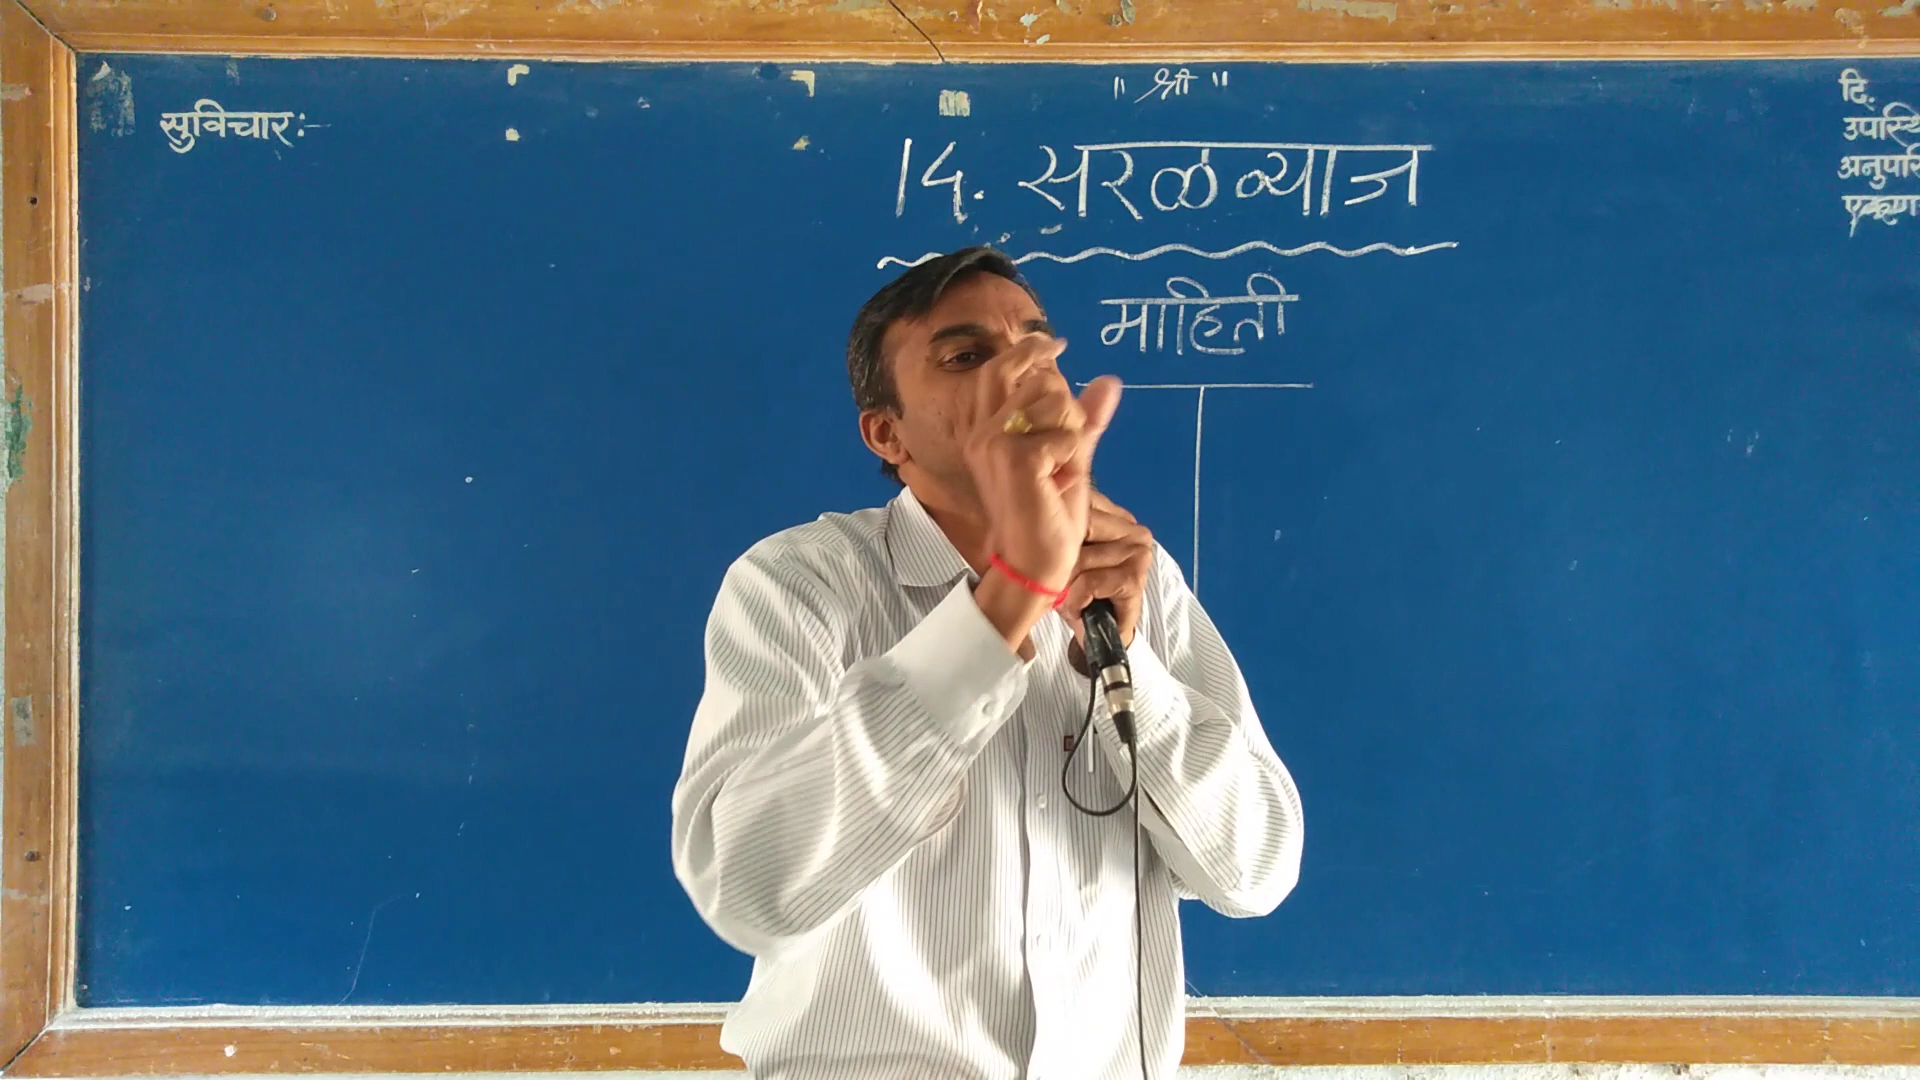 ॥ श्री ॥
सुविचार:-
14. सरळव्याज
माहिती
दि.